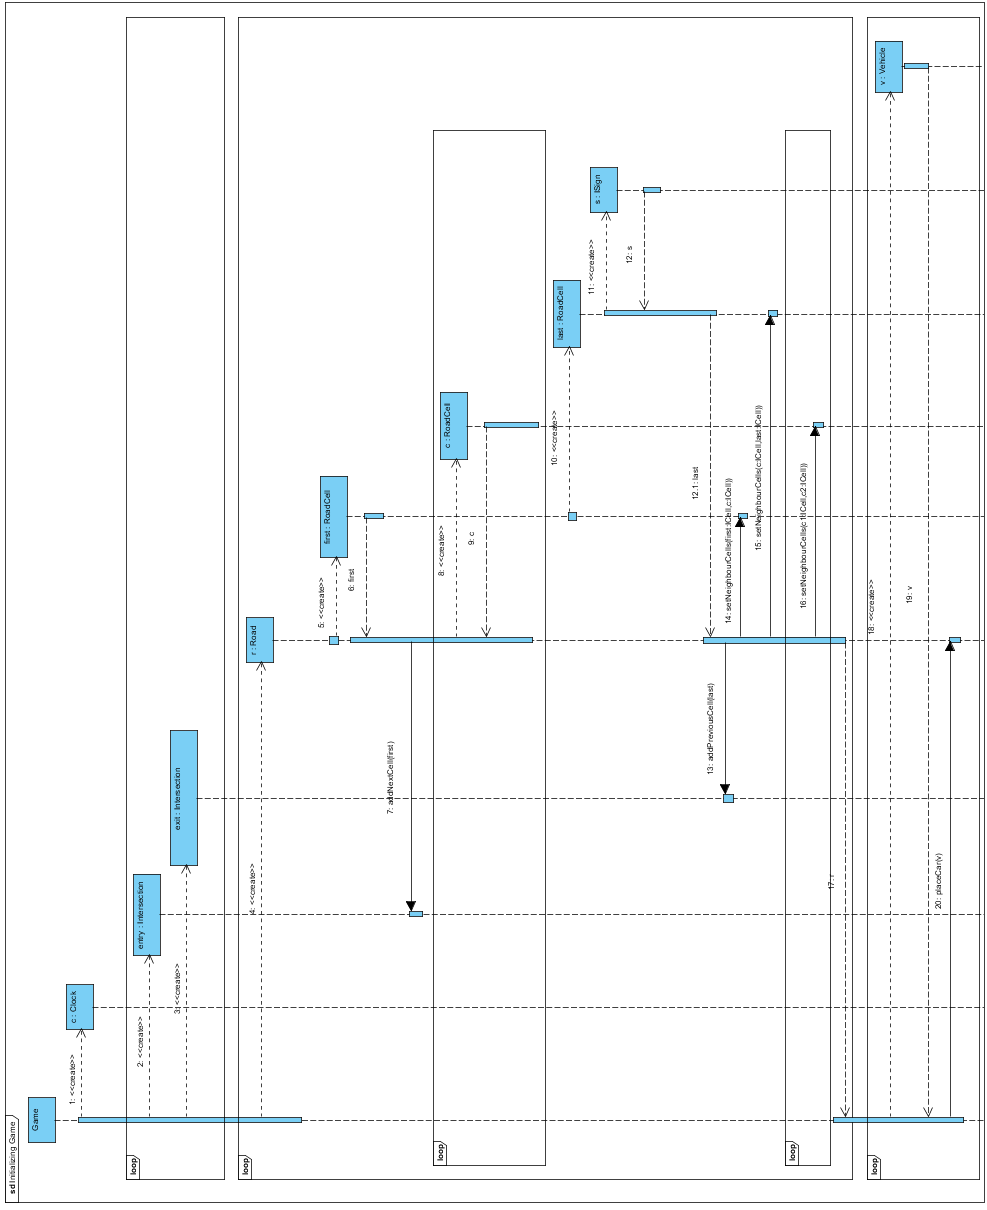 sd Initializing Game
Game
c : Clock
entry : Intersection
exit : Intersection
r : Road
first : RoadCell
c : RoadCell
last : RoadCell
s : ISign
v : Vehicle
1: <<create>>
loop
2: <<create>>
3: <<create>>
loop
4: <<create>>
5: <<create>>
6: first
7: addNextCell(first)
loop
8: <<create>>
9: c
10: <<create>>
11: <<create>>
12: s
12.1: last
13: addPreviousCell(last)
14: setNeighbourCells(first:ICell,c:ICell))
15: setNeighbourCells(c:ICell,last:ICell))
loop
16: setNeighbourCells(c1:ICell,c2:ICell))
17: r
loop
18: <<create>>
19: v
20: placeCar(v)